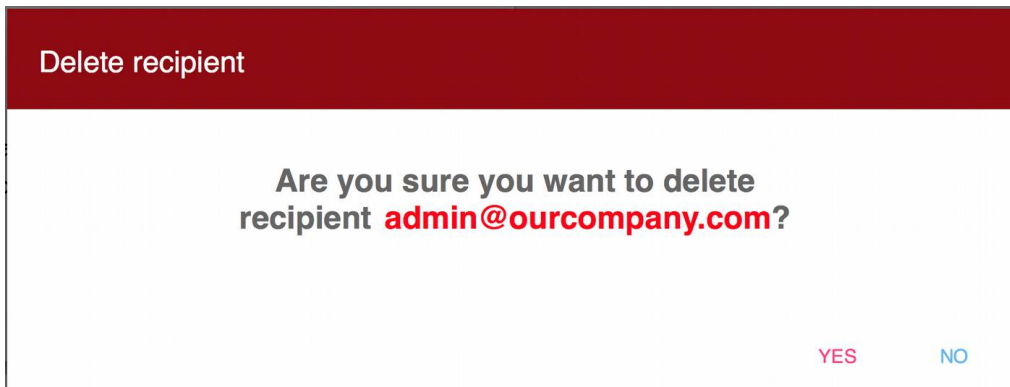 Delete recipient
Are you sure you want to delete
recipient admin@ourcompany.com?
YES NO